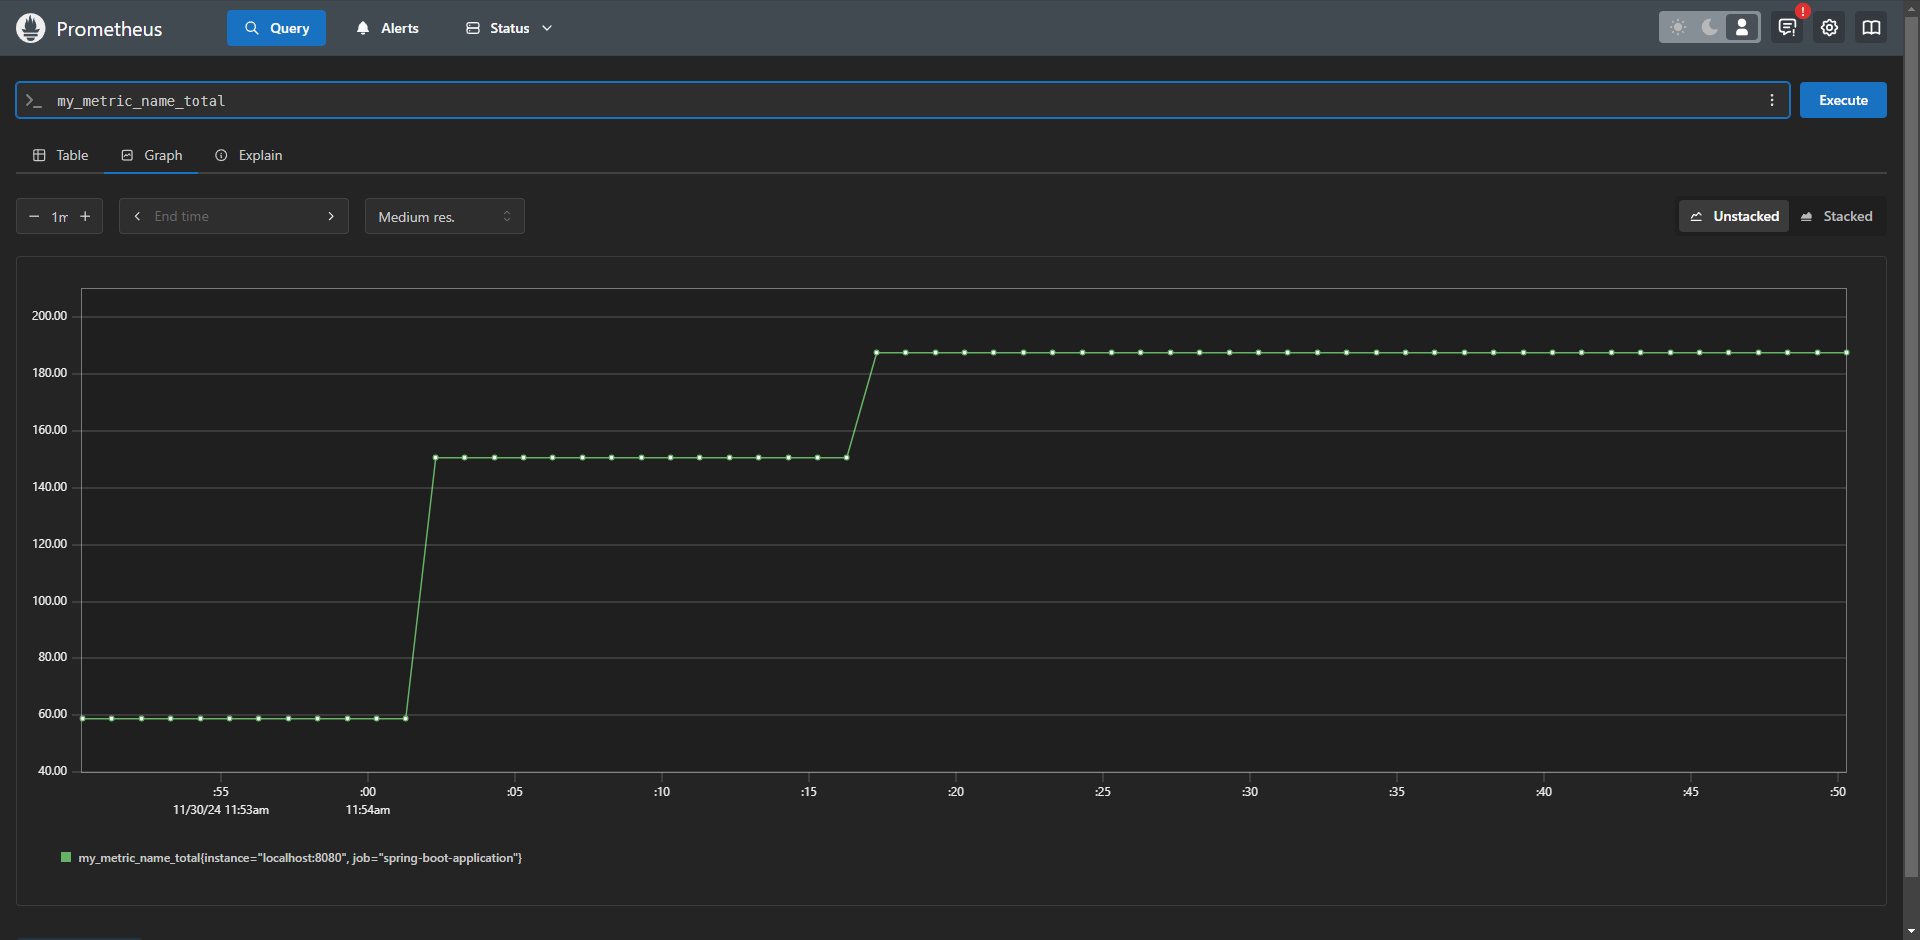 Prometheus
Query
Alerts
Status
!
>_ my_metric_name_total
Execute
Table
Graph
Explain
− 1m +
End time
Medium res.
Unstacked
Stacked
200.00
180.00
160.00
140.00
120.00
100.00
80.00
60.00
40.00
:55 :00 :05 :10 :15 :20 :25 :30 :35 :40 :45 :50
11/30/24 11:53am 11:54am
my_metric_name_total{instance="localhost:8080", job="spring-boot-application"}